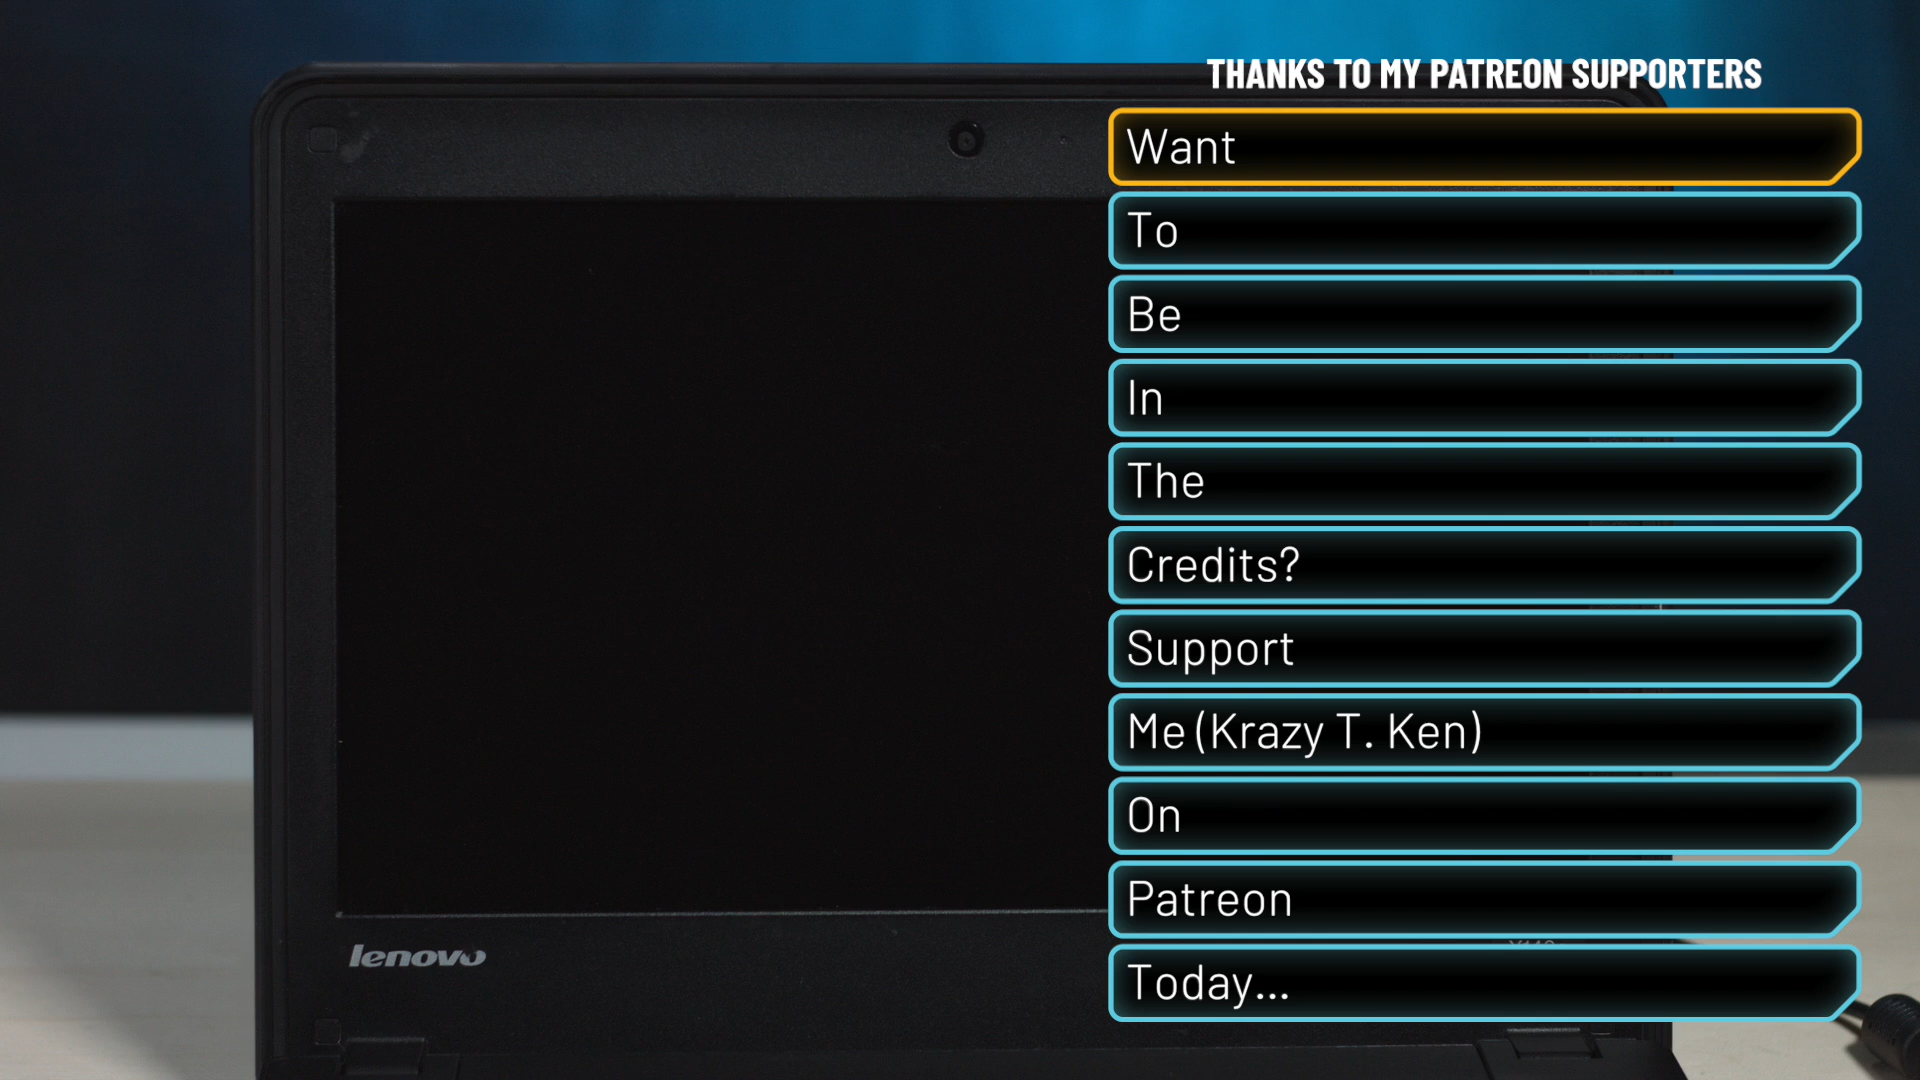 THANKS TO MY PATREON SUPPORTERS
Want
To
Be
In
The
Credits?
Support
Me (Krazy T. Ken)
On
Patreon
Today...
lenovo